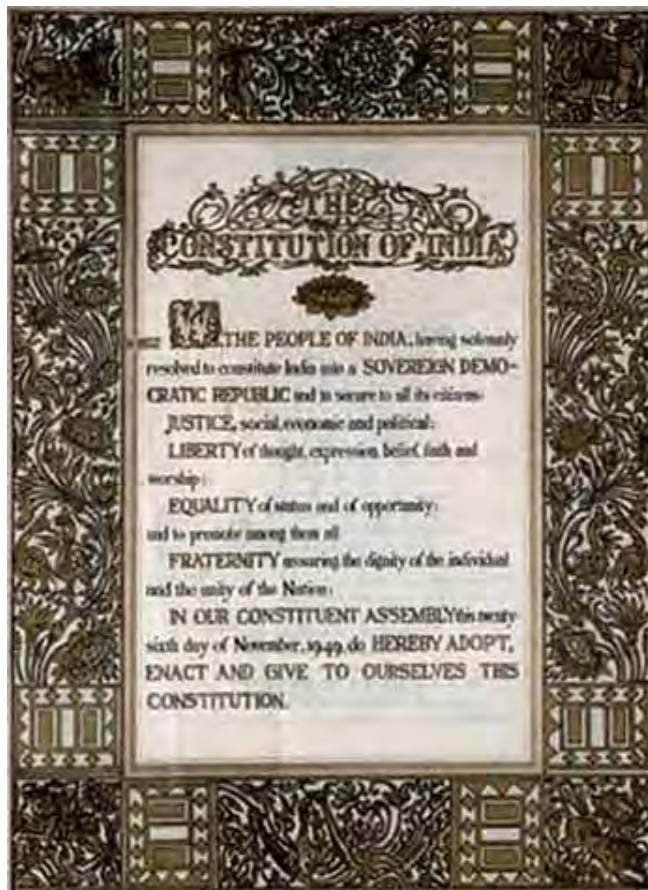 THE
CONSTITUTION OF INDIA
WE, THE PEOPLE OF INDIA, having solemnly
resolved to constitute India into a SOVEREIGN DEMO-
CRATIC REPUBLIC and to secure to all its citizens:
JUSTICE, social, economic and political;
LIBERTY of thought, expression, belief, faith and
worship;
EQUALITY of status and of opportunity;
and to promote among them all
FRATERNITY assuring the dignity of the individual
and the unity of the Nation;
IN OUR CONSTITUENT ASSEMBLY this twenty-
sixth day of November, 1949, do HEREBY ADOPT,
ENACT AND GIVE TO OURSELVES THIS
CONSTITUTION.